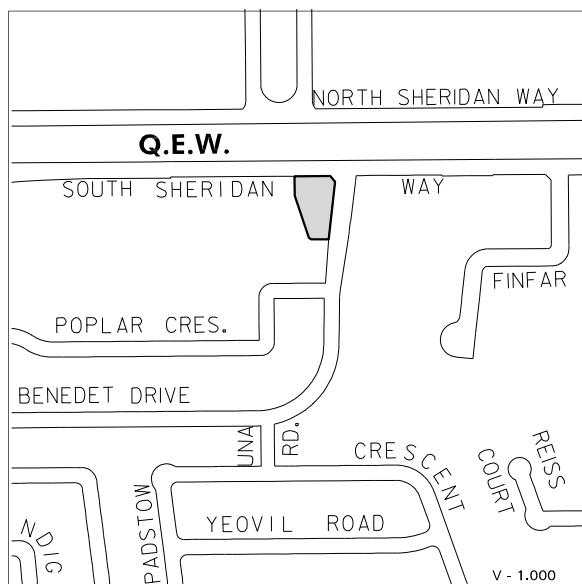 NORTH SHERIDAN WAY
Q.E.W.
SOUTH SHERIDAN WAY
FINFAR
POPLAR CRES.
BENEDET DRIVE
UNA RD.
CRESCENT
REISS
COURT
PADSTOW
YEOVIL ROAD
INDIG
V - 1.000